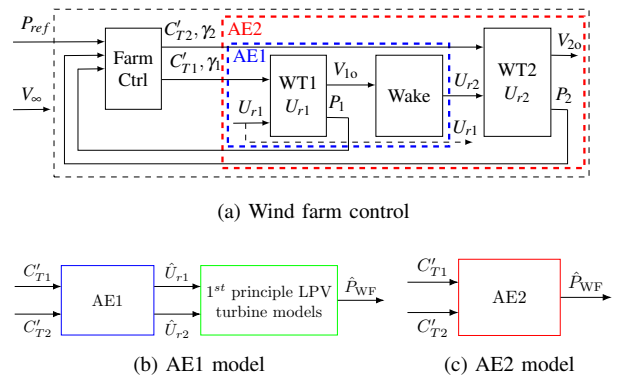 P_ref
V_∞
Farm
Ctrl
C'_T2, γ_2
C'_T1, γ_1
AE2
AE1
U_r1
WT1
U_r1
V_1o
P_1
Wake
U_r2
U_r1
WT2
U_r2
V_2o
P_2
(a) Wind farm control
C'_T1
C'_T2
AE1
Û_r1
Û_r2
1^st principle LPV
turbine models
P̂_WF
(b) AE1 model
C'_T1
C'_T2
AE2
P̂_WF
(c) AE2 model